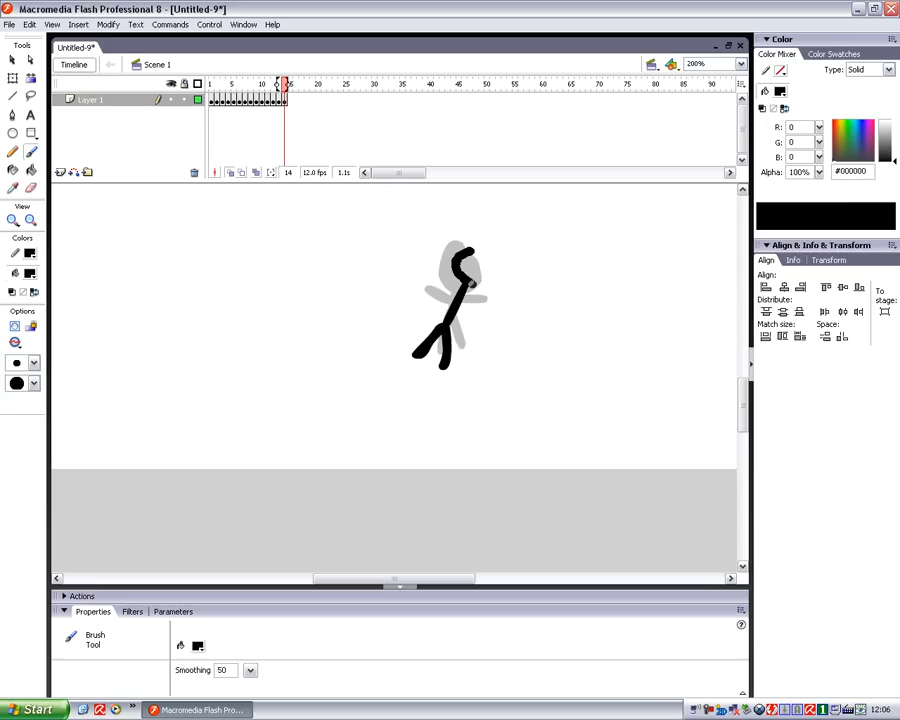 Macromedia Flash Professional 8 - [Untitled-9*]
File Edit View Insert Modify Text Commands Control Window Help
Tools
View
Colors
Options
Untitled-9*
Timeline
Scene 1
200%
1 5 10 15 20 25 30 35 40 45 50 55 60 65 70 75 80 85 90
Layer 1
14 12.0 fps 1.1s
Color
Color Mixer Color Swatches
Type: Solid
R: 0
G: 0
B: 0
Alpha: 100% #000000
Align & Info & Transform
Align Info Transform
Align:
To stage:
Distribute:
Match size: Space:
Actions
Properties Filters Parameters
Brush
Tool
Smoothing 50
Start
Macromedia Flash Pro...
12:06